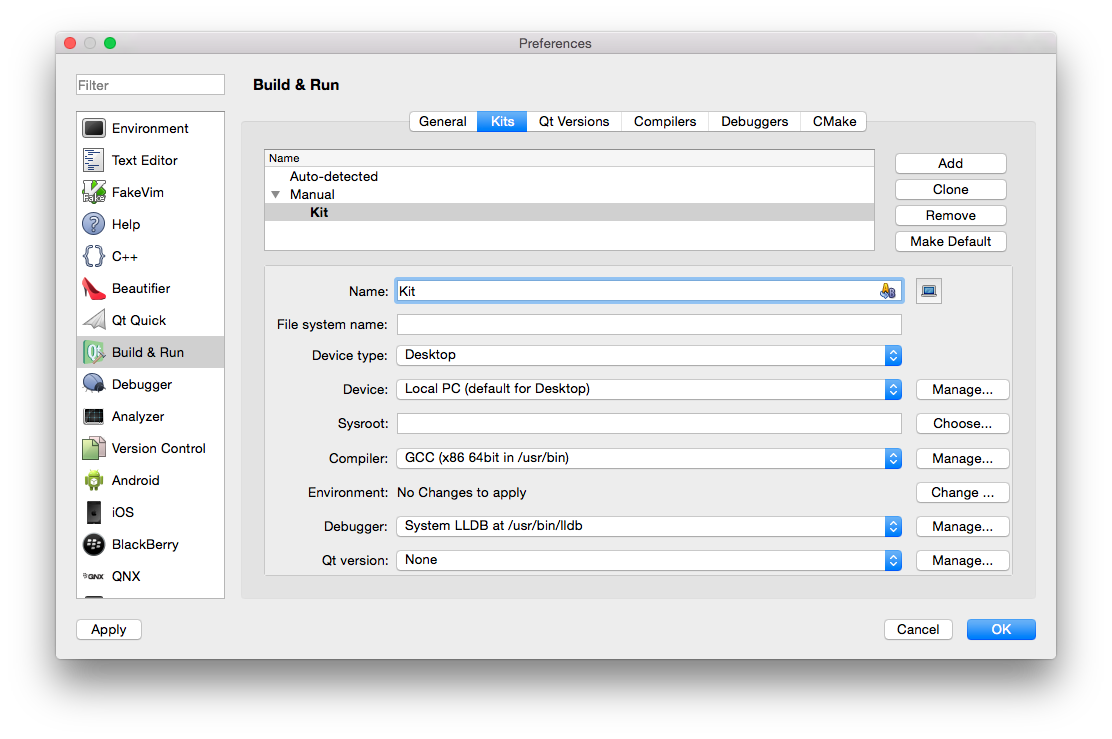 Preferences
Filter
Build & Run
Environment
Text Editor
FakeVim
Help
C++
Beautifier
Qt Quick
Build & Run
Debugger
Analyzer
Version Control
Android
iOS
BlackBerry
QNX
General Kits Qt Versions Compilers Debuggers CMake
Name
Auto-detected
Manual
Kit
Add
Clone
Remove
Make Default
Name: Kit
File system name:
Device type: Desktop
Device: Local PC (default for Desktop) Manage...
Sysroot: Choose...
Compiler: GCC (x86 64bit in /usr/bin) Manage...
Environment: No Changes to apply Change ...
Debugger: System LLDB at /usr/bin/lldb Manage...
Qt version: None Manage...
Apply Cancel OK